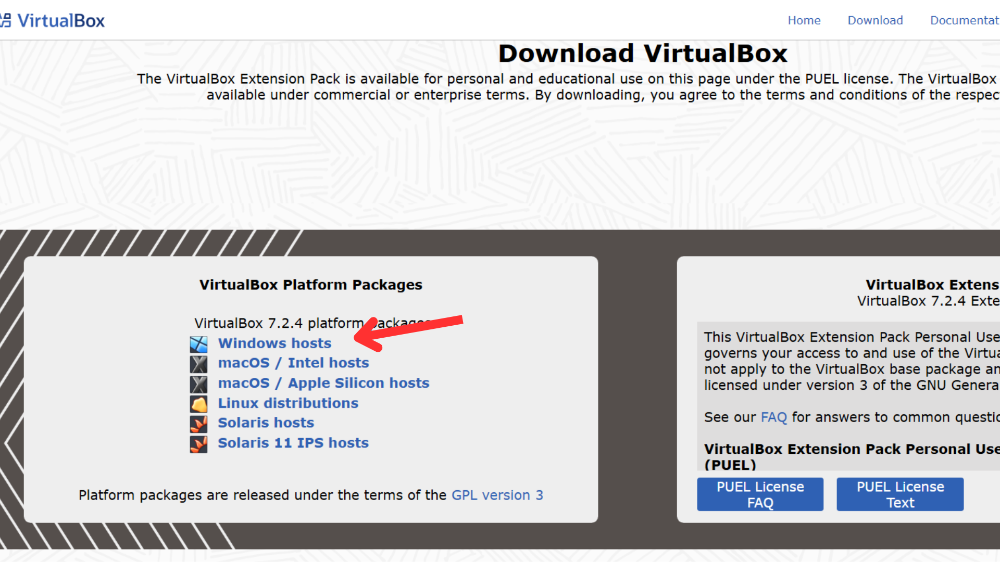 VirtualBox
Home Download Documentat
Download VirtualBox
The VirtualBox Extension Pack is available for personal and educational use on this page under the PUEL license. The VirtualBox
available under commercial or enterprise terms. By downloading, you agree to the terms and conditions of the respec
VirtualBox Platform Packages
VirtualBox 7.2.4 platform packages
Windows hosts
macOS / Intel hosts
macOS / Apple Silicon hosts
Linux distributions
Solaris hosts
Solaris 11 IPS hosts
Platform packages are released under the terms of the GPL version 3
VirtualBox Extens
VirtualBox 7.2.4 Exte
This VirtualBox Extension Pack Personal Use
governs your access to and use of the Virtua
not apply to the VirtualBox base package an
licensed under version 3 of the GNU Genera
See our FAQ for answers to common questio
VirtualBox Extension Pack Personal Use
(PUEL)
PUEL License
FAQ
PUEL License
Text